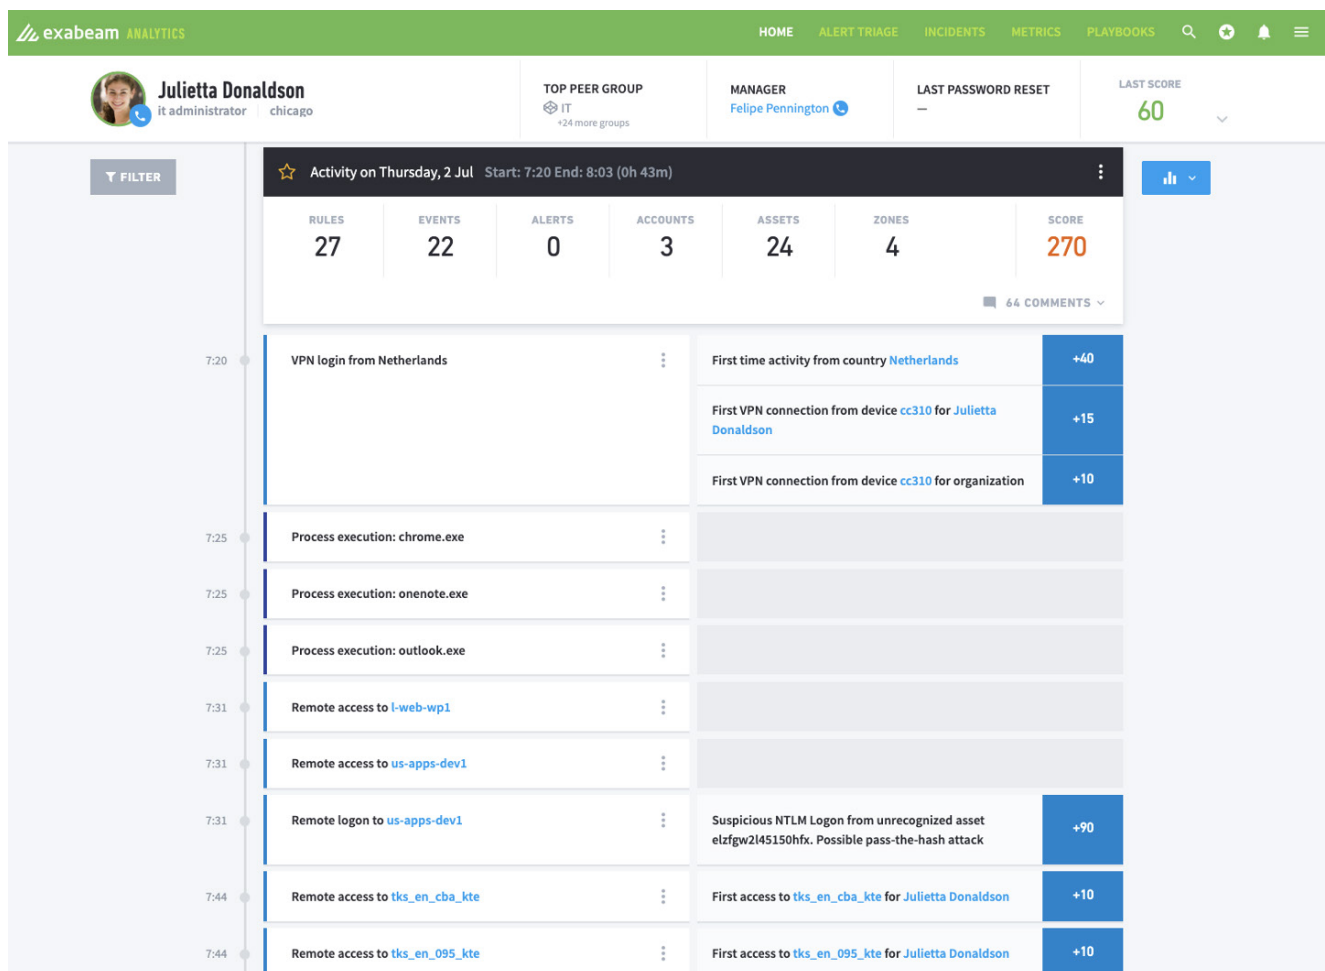 exabeam ANALYTICS
HOME ALERT TRIAGE INCIDENTS METRICS PLAYBOOKS
Julietta Donaldson
it administrator chicago
TOP PEER GROUP
IT
+24 more groups
MANAGER
Felipe Pennington
LAST PASSWORD RESET
—
LAST SCORE
60
FILTER
Activity on Thursday, 2 Jul Start: 7:20 End: 8:03 (0h 43m)
RULES EVENTS ALERTS ACCOUNTS ASSETS ZONES SCORE
27 22 0 3 24 4 270
64 COMMENTS
7:20 VPN login from Netherlands
First time activity from country Netherlands +40
First VPN connection from device cc310 for Julietta
Donaldson
+15
First VPN connection from device cc310 for organization +10
7:25 Process execution: chrome.exe
7:25 Process execution: onenote.exe
7:25 Process execution: outlook.exe
7:31 Remote access to l-web-wp1
7:31 Remote access to us-apps-dev1
7:31 Remote logon to us-apps-dev1
Suspicious NTLM Logon from unrecognized asset
elzfgw2l45150hfx. Possible pass-the-hash attack
+90
7:44 Remote access to tks_en_cba_kte First access to tks_en_cba_kte for Julietta Donaldson +10
7:44 Remote access to tks_en_095_kte First access to tks_en_095_kte for Julietta Donaldson +10